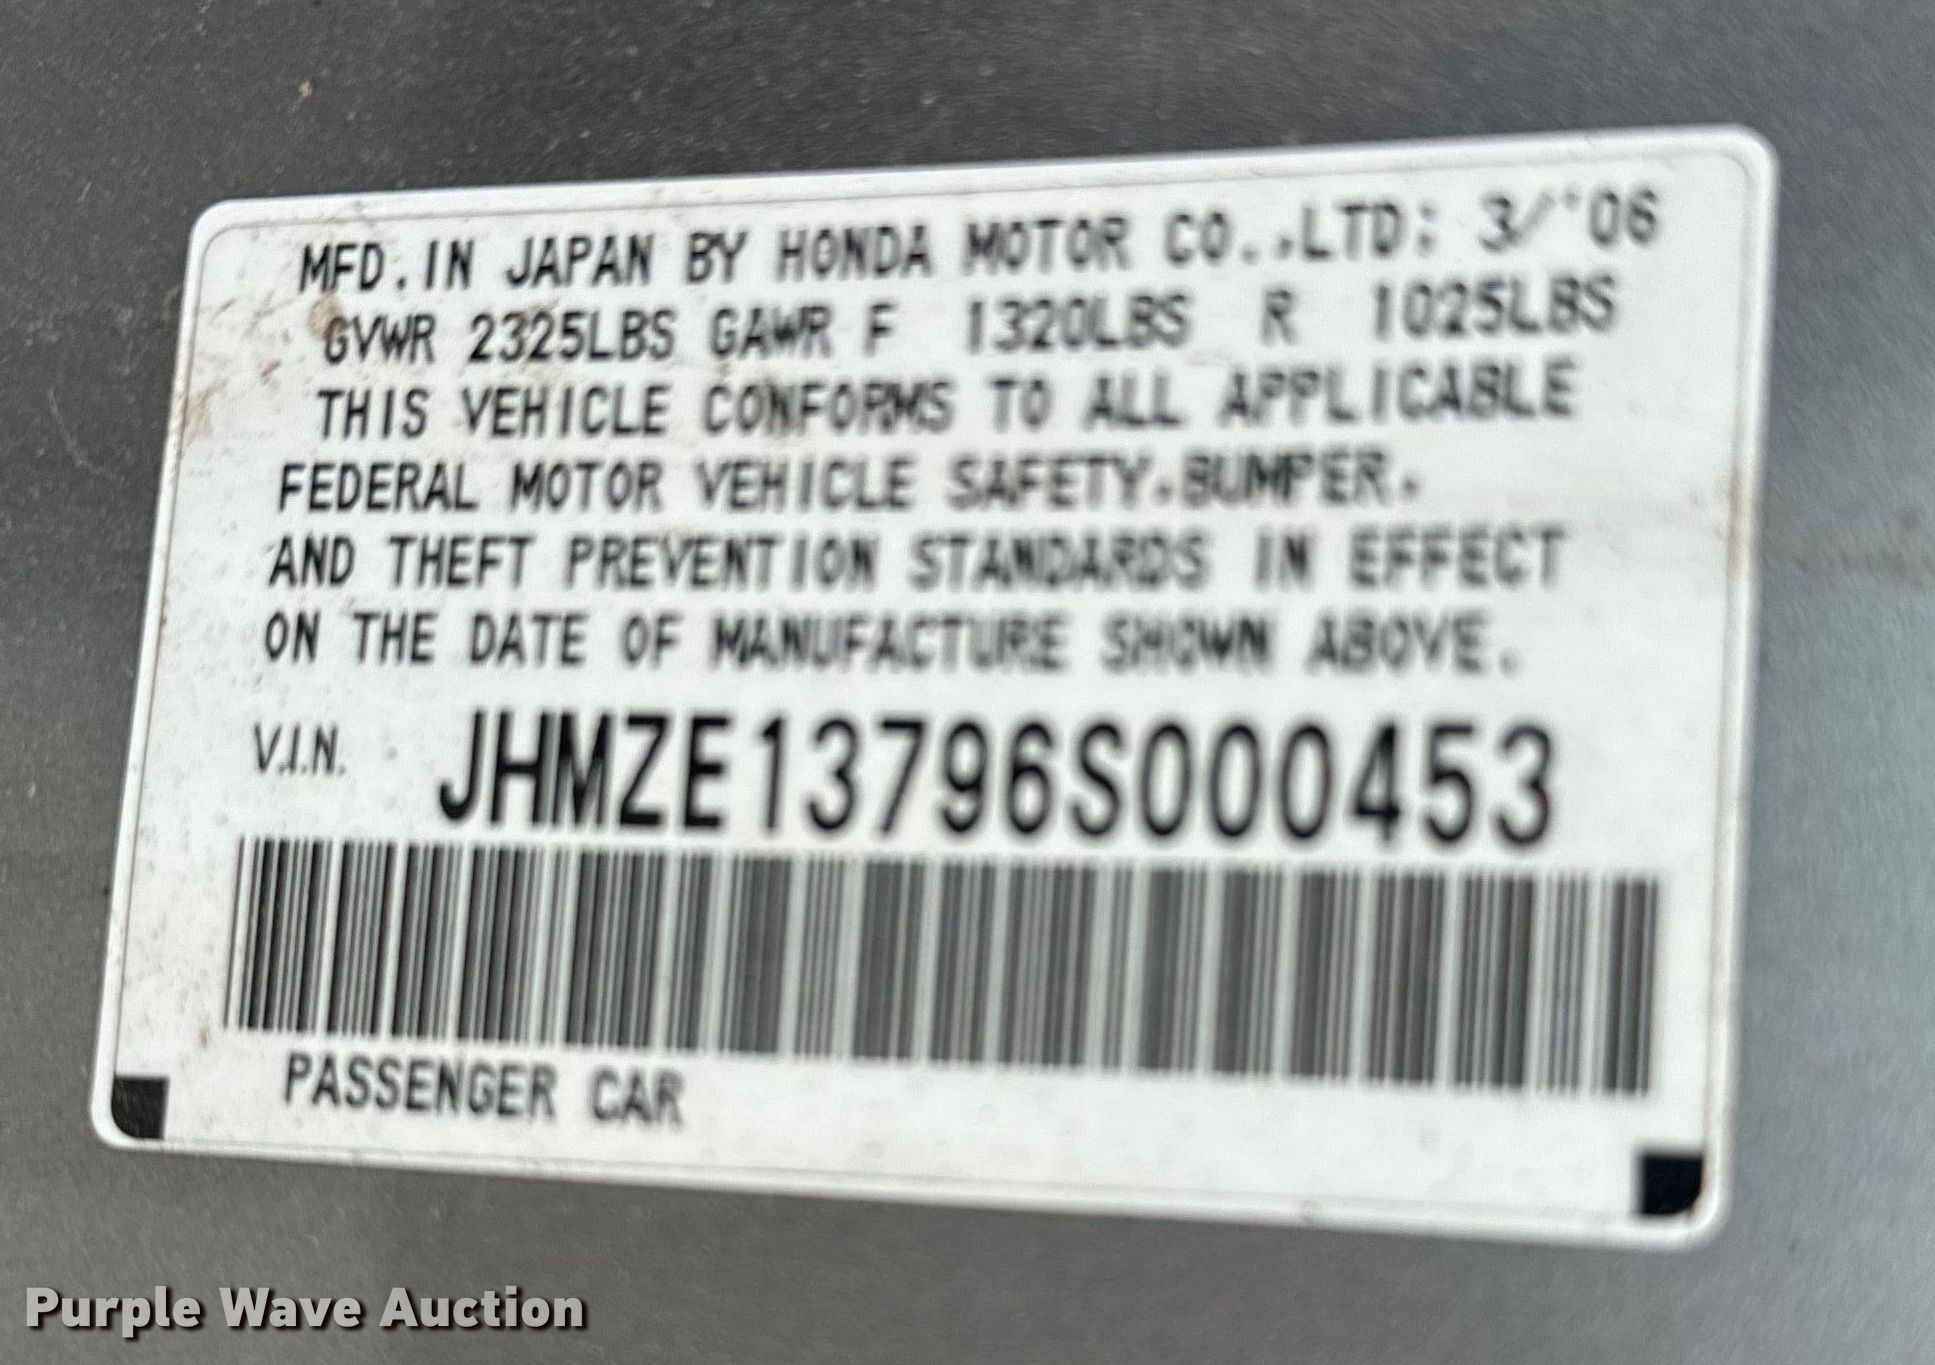 MFD. IN JAPAN BY HONDA MOTOR CO.,LTD: 3/'06
GVWR 2325LBS GAWR F 1320LBS R 1025LBS
THIS VEHICLE CONFORMS TO ALL APPLICABLE
FEDERAL MOTOR VEHICLE SAFETY,BUMPER,
AND THEFT PREVENTION STANDARDS IN EFFECT
ON THE DATE OF MANUFACTURE SHOWN ABOVE.
V.I.N. JHMZE13796S000453
PASSENGER CAR
Purple Wave Auction